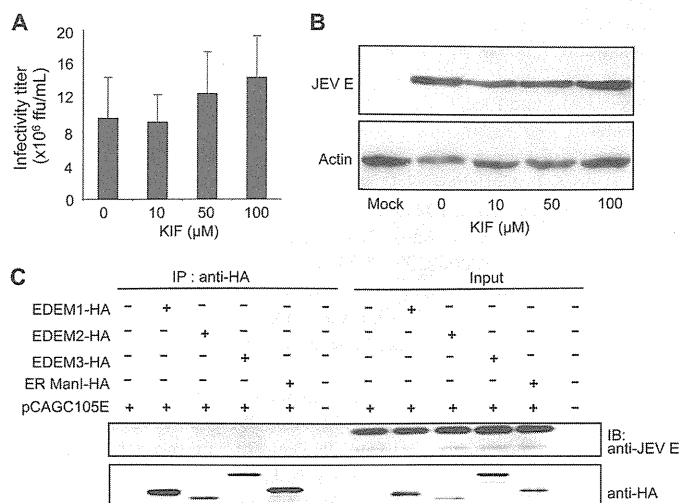 A
Infectivity titer
(x10⁶ ffu/mL)
20
16
12
8
4
0
0 10 50 100
KIF (µM)
B
JEV E
Actin
Mock 0 10 50 100
KIF (µM)
C
IP : anti-HA Input
EDEM1-HA - + - - - - - + - - - -
EDEM2-HA - - + - - - - - + - - -
EDEM3-HA - - - + - - - - - + - -
ER ManI-HA - - - - + - - - - - + -
pCAGC105E + + + + + - + + + + + -
IB:
anti-JEV E
anti-HA